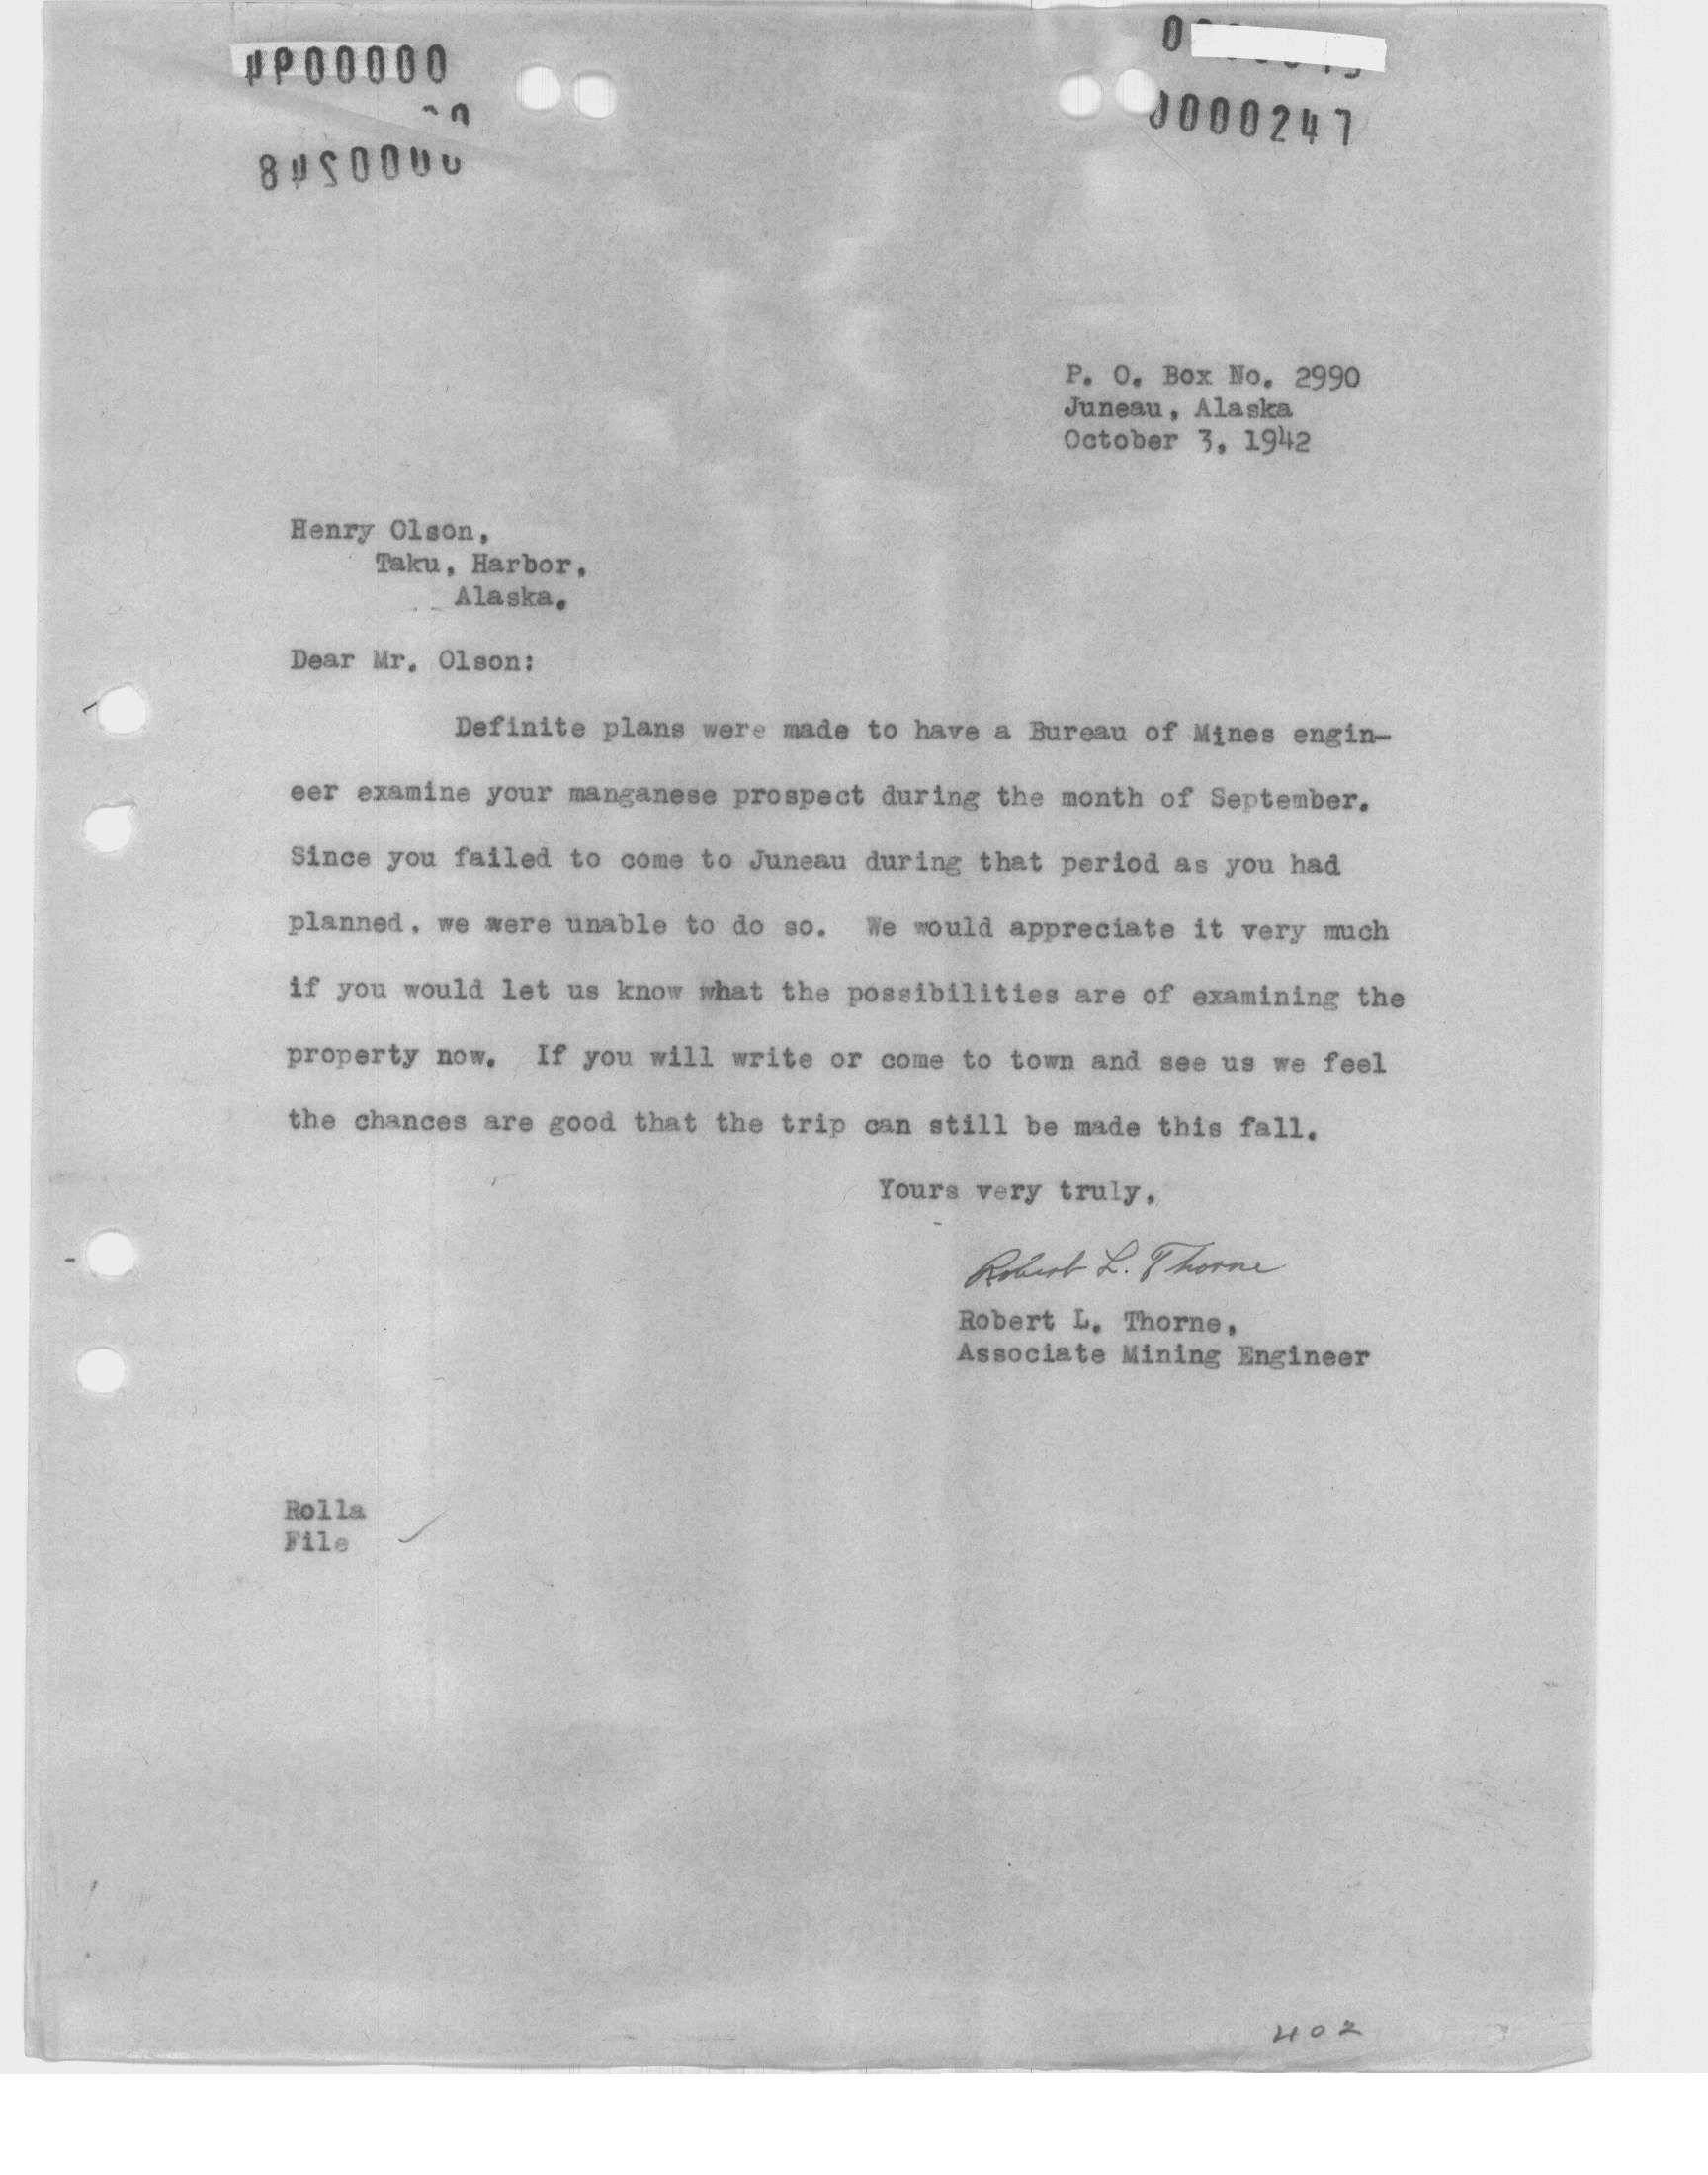 0000247
P. O. Box No. 2990
Juneau, Alaska
October 3, 1942
Henry Olson,
Taku, Harbor,
Alaska.
Dear Mr. Olson:
Definite plans were made to have a Bureau of Mines engin-
eer examine your manganese prospect during the month of September.
Since you failed to come to Juneau during that period as you had
planned, we were unable to do so. We would appreciate it very much
if you would let us know what the possibilities are of examining the
property now. If you will write or come to town and see us we feel
the chances are good that the trip can still be made this fall.
Yours very truly,
Robert L. Thorne
Robert L. Thorne,
Associate Mining Engineer
Rolla
File
402